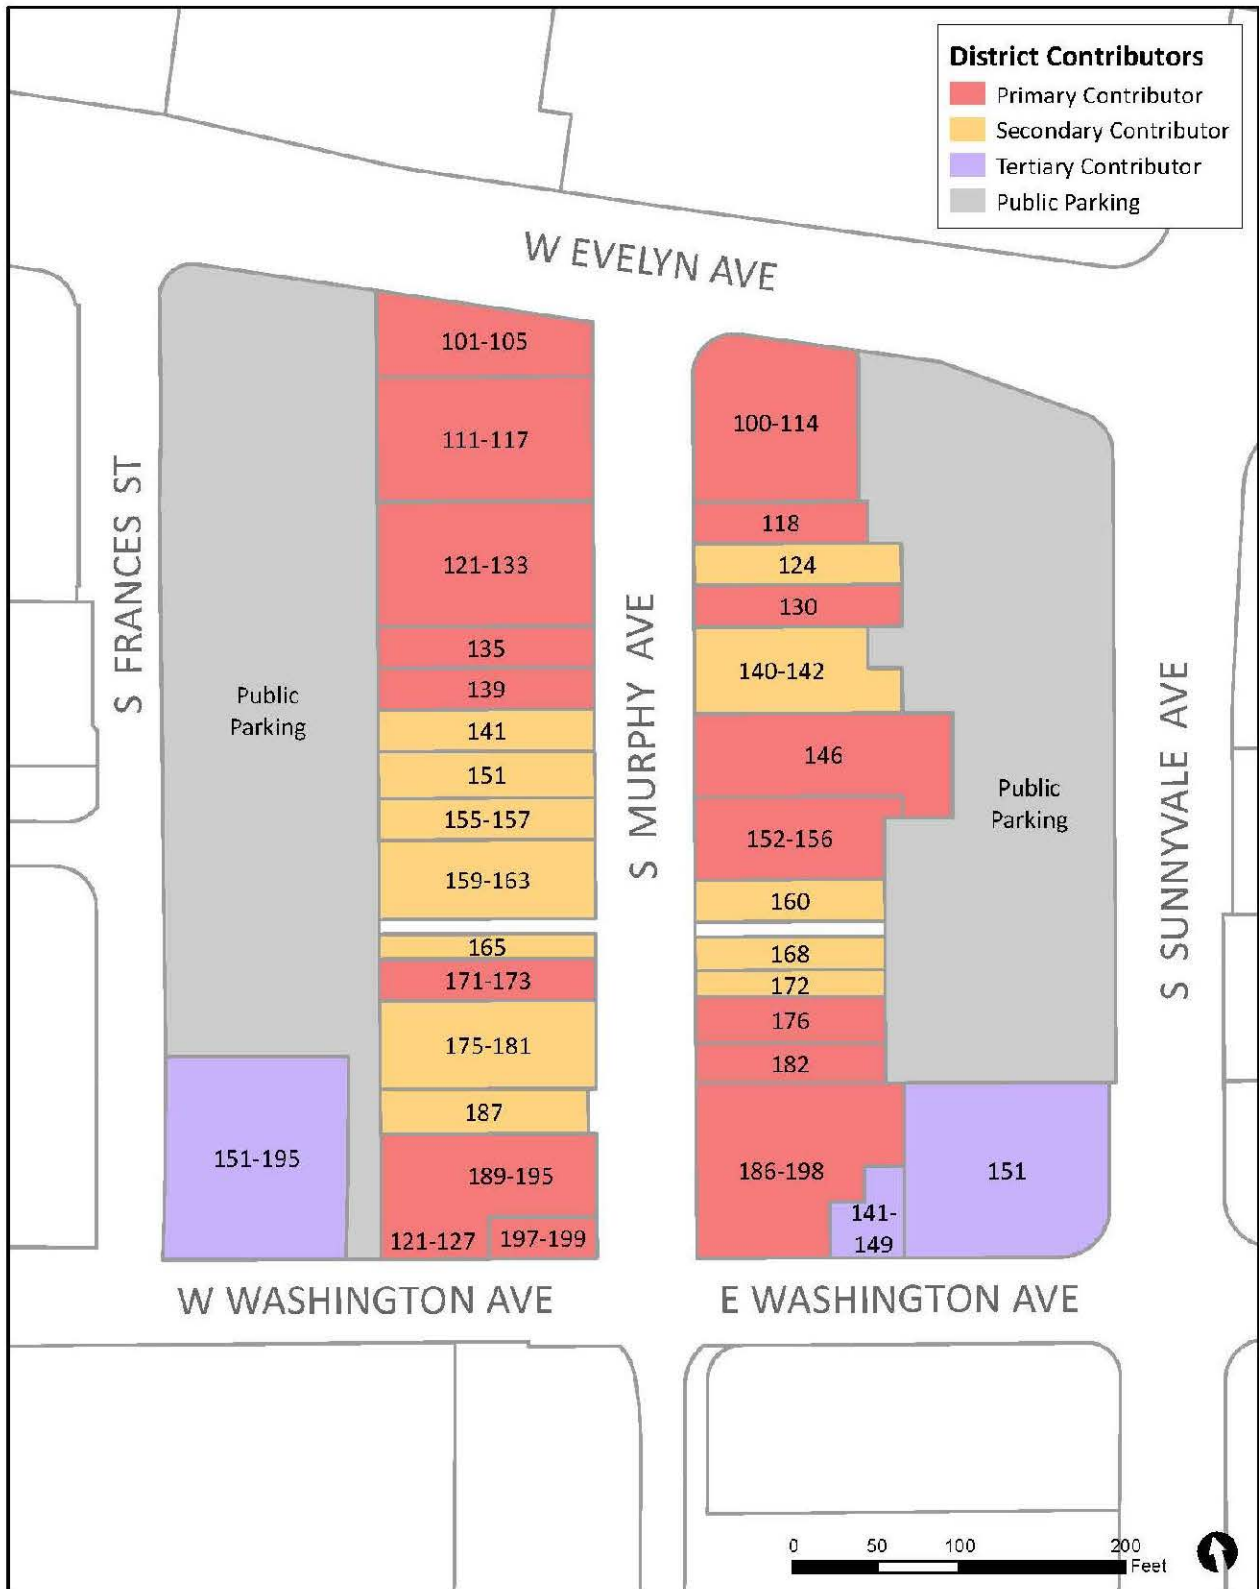 District Contributors
Primary Contributor
Secondary Contributor
Tertiary Contributor
Public Parking
W EVELYN AVE
S FRANCES ST
S MURPHY AVE
S SUNNYVALE AVE
Public
Parking
101-105
111-117
121-133
135
139
141
151
155-157
159-163
165
171-173
175-181
187
189-195
121-127
197-199
151-195
100-114
118
124
130
140-142
146
152-156
160
168
172
176
182
186-198
141-
149
151
Public
Parking
W WASHINGTON AVE
E WASHINGTON AVE
0 50 100 200
Feet